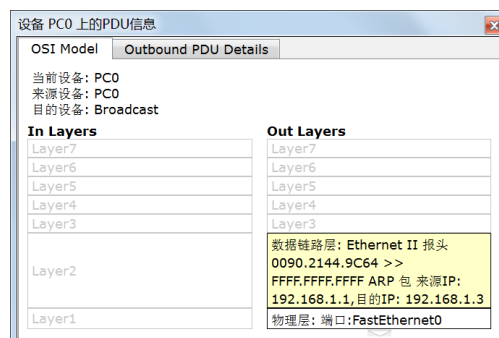 设备 PC0 上的PDU信息
OSI Model
Outbound PDU Details
当前设备: PC0
来源设备: PC0
目的设备: Broadcast
In Layers
Out Layers
Layer7
Layer7
Layer6
Layer6
Layer5
Layer5
Layer4
Layer4
Layer3
Layer3
Layer2
数据链路层: Ethernet II 报头
0090.2144.9C64 >>
FFFF.FFFF.FFFF ARP 包 来源IP:
192.168.1.1,目的IP: 192.168.1.3
Layer1
物理层: 端口:FastEthernet0